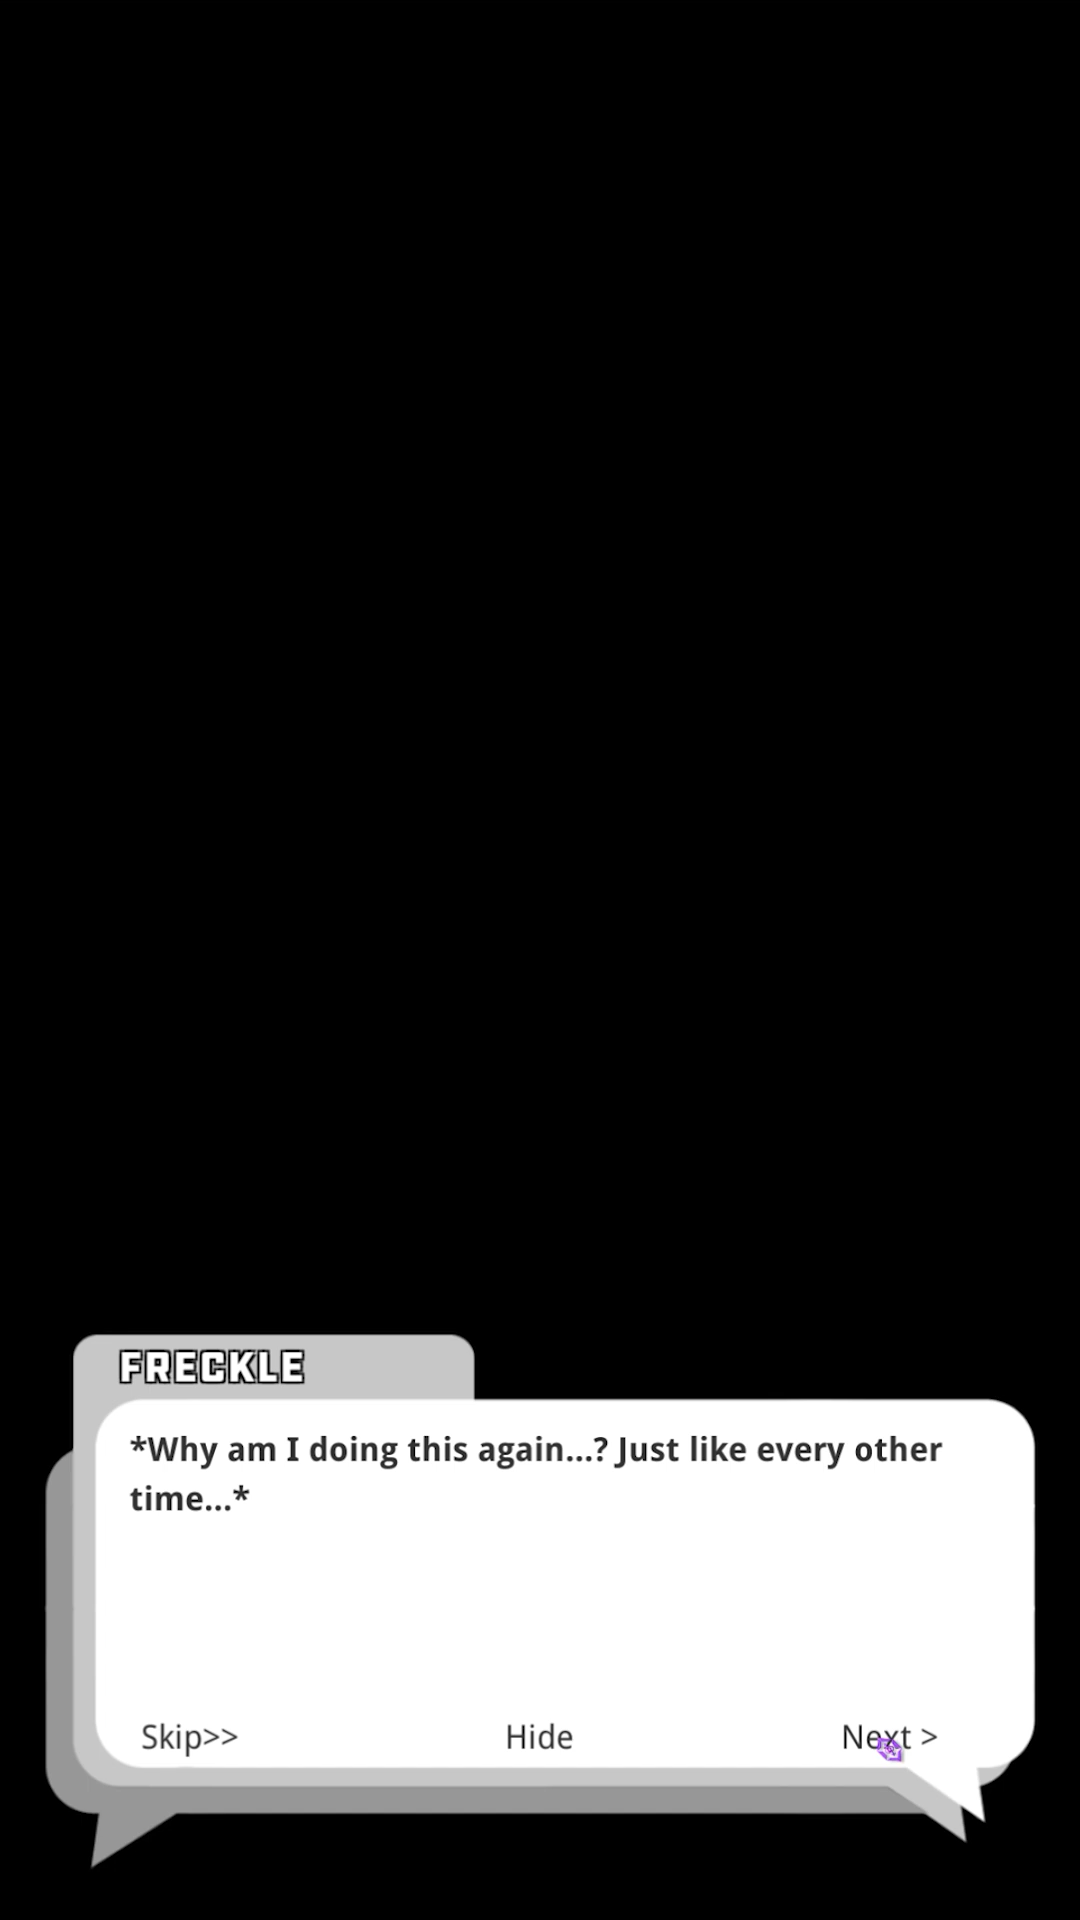 FRECKLE
*Why am I doing this again...? Just like every other
time...*
Skip>> Hide Next >